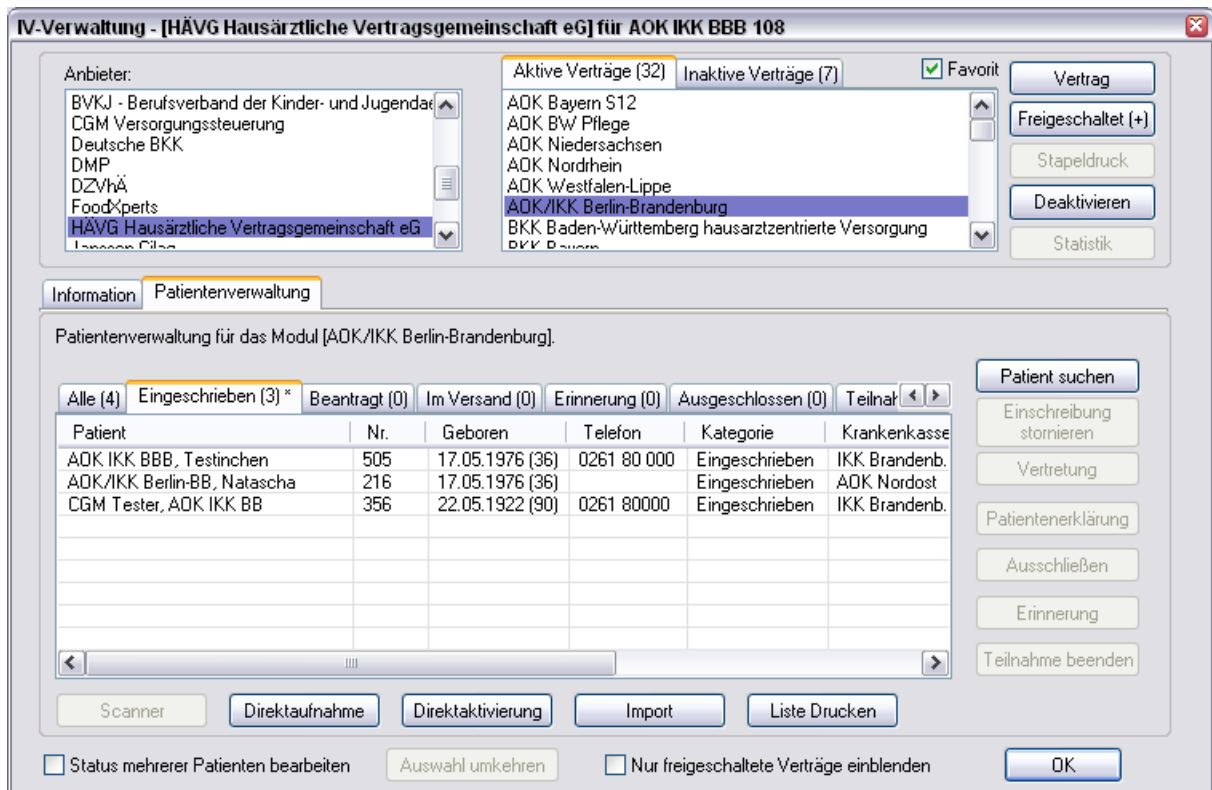 IV-Verwaltung - [HÄVG Hausärztliche Vertragsgemeinschaft eG] für AOK IKK BBB 108
Anbieter:
BVKJ - Berufsverband der Kinder- und Jugendae
CGM Versorgungssteuerung
Deutsche BKK
DMP
DZVhÄ
FoodXperts
HÄVG Hausärztliche Vertragsgemeinschaft eG
Janssen Cilag
Aktive Verträge (32) Inaktive Verträge (7) Favorit
AOK Bayern S12
AOK BW Pflege
AOK Niedersachsen
AOK Nordrhein
AOK Westfalen-Lippe
AOK/IKK Berlin-Brandenburg
BKK Baden-Württemberg hausarztzentrierte Versorgung
BKK Bayern
Vertrag
Freigeschaltet (+)
Stapeldruck
Deaktivieren
Statistik
Information Patientenverwaltung
Patientenverwaltung für das Modul [AOK/IKK Berlin-Brandenburg].
Alle (4) Eingeschrieben (3) * Beantragt (0) Im Versand (0) Erinnerung (0) Ausgeschlossen (0) Teilnah
Patient Nr. Geboren Telefon Kategorie Krankenkasse
AOK IKK BBB, Testinchen 505 17.05.1976 (36) 0261 80 000 Eingeschrieben IKK Brandenb.
AOK/IKK Berlin-BB, Natascha 216 17.05.1976 (36) Eingeschrieben AOK Nordost
CGM Tester, AOK IKK BB 356 22.05.1922 (90) 0261 80000 Eingeschrieben IKK Brandenb.
Patient suchen
Einschreibung
stornieren
Vertretung
Patientenerklärung
Ausschließen
Erinnerung
Teilnahme beenden
Scanner Direktaufnahme Direktaktivierung Import Liste Drucken
Status mehrerer Patienten bearbeiten Auswahl umkehren Nur freigeschaltete Verträge einblenden OK